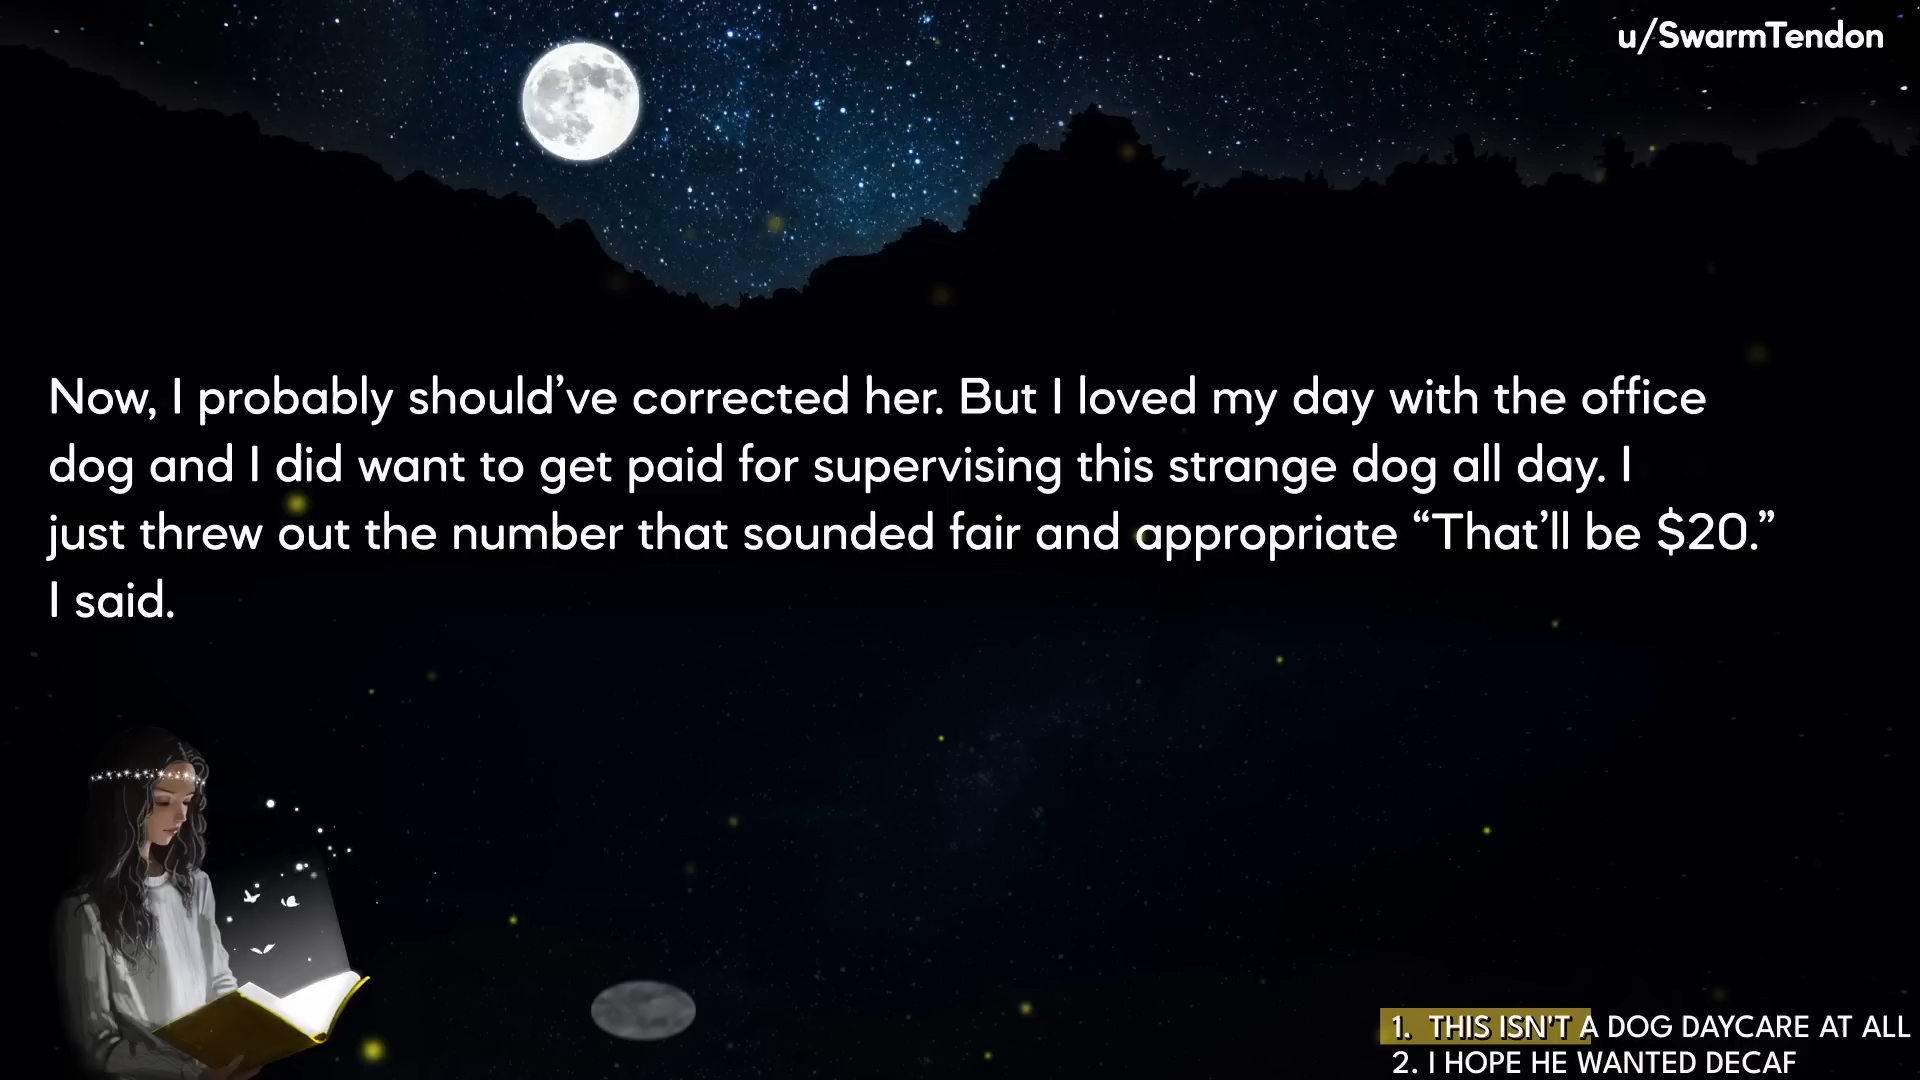 u/SwarmTendon
Now, I probably should’ve corrected her. But I loved my day with the office
dog and I did want to get paid for supervising this strange dog all day. I
just threw out the number that sounded fair and appropriate “That’ll be $20.”
I said.
1. THIS ISN'T A DOG DAYCARE AT ALL
2. I HOPE HE WANTED DECAF